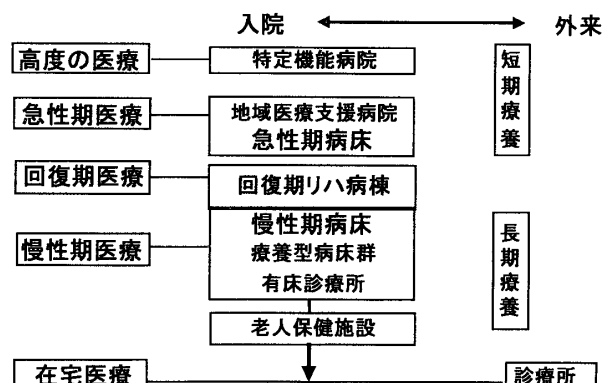 入院 外来
高度の医療 特定機能病院
短期療養
急性期医療 地域医療支援病院
急性期病床
回復期医療 回復期リハ病棟
慢性期医療 慢性期病床
療養型病床群
有床診療所
長期療養
老人保健施設
在宅医療 診療所